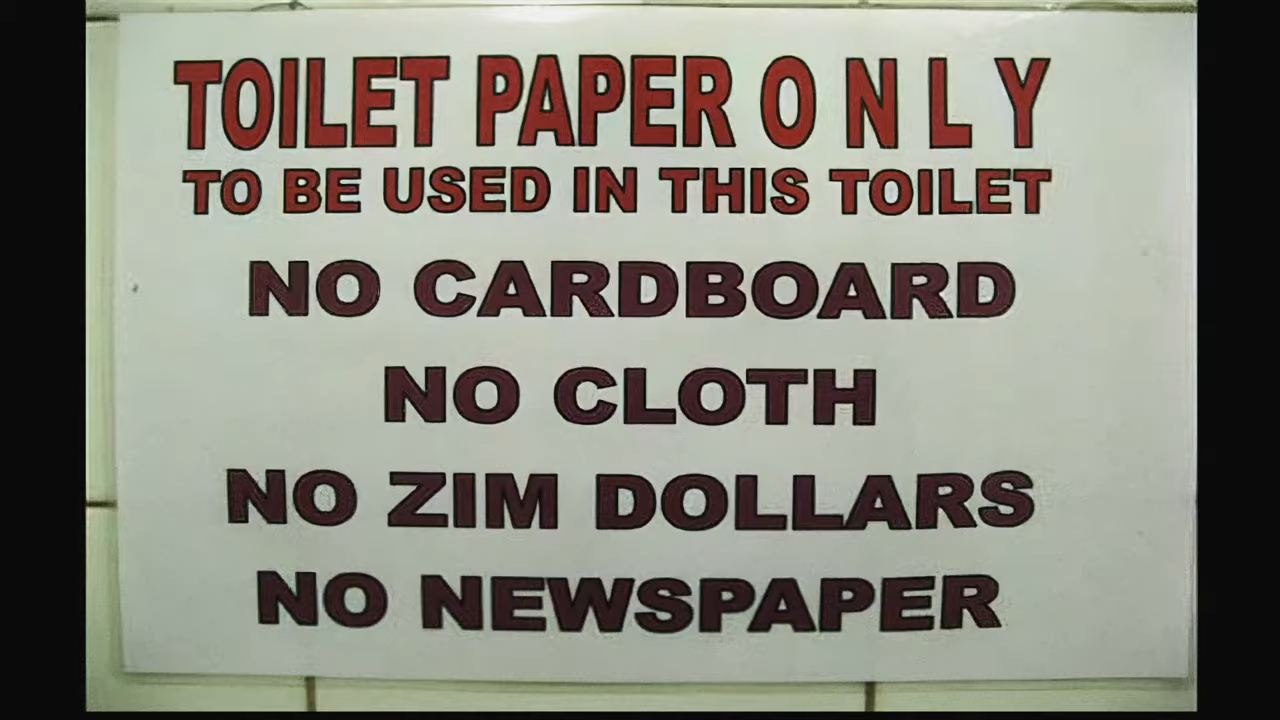 TOILET PAPER O N L Y
TO BE USED IN THIS TOILET
NO CARDBOARD
NO CLOTH
NO ZIM DOLLARS
NO NEWSPAPER